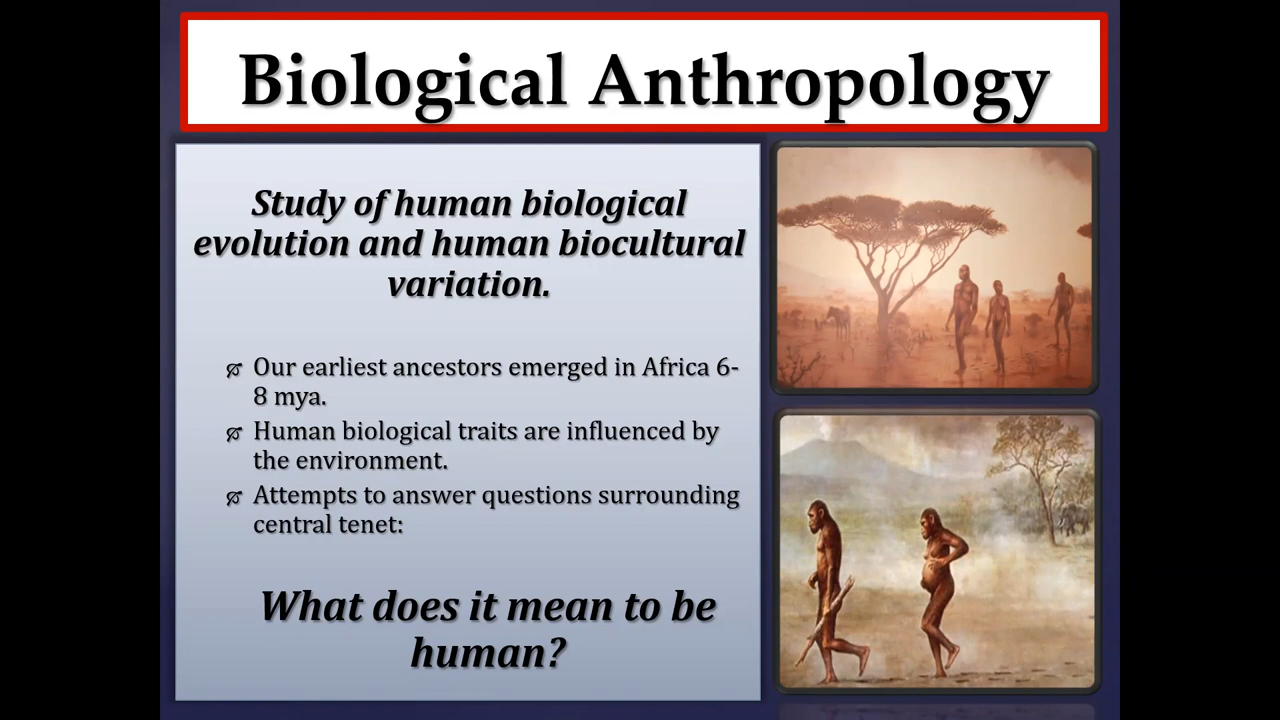 Biological Anthropology
Study of human biological
evolution and human biocultural
variation.
Our earliest ancestors emerged in Africa 6-
8 mya.
Human biological traits are influenced by
the environment.
Attempts to answer questions surrounding
central tenet:
What does it mean to be
human?